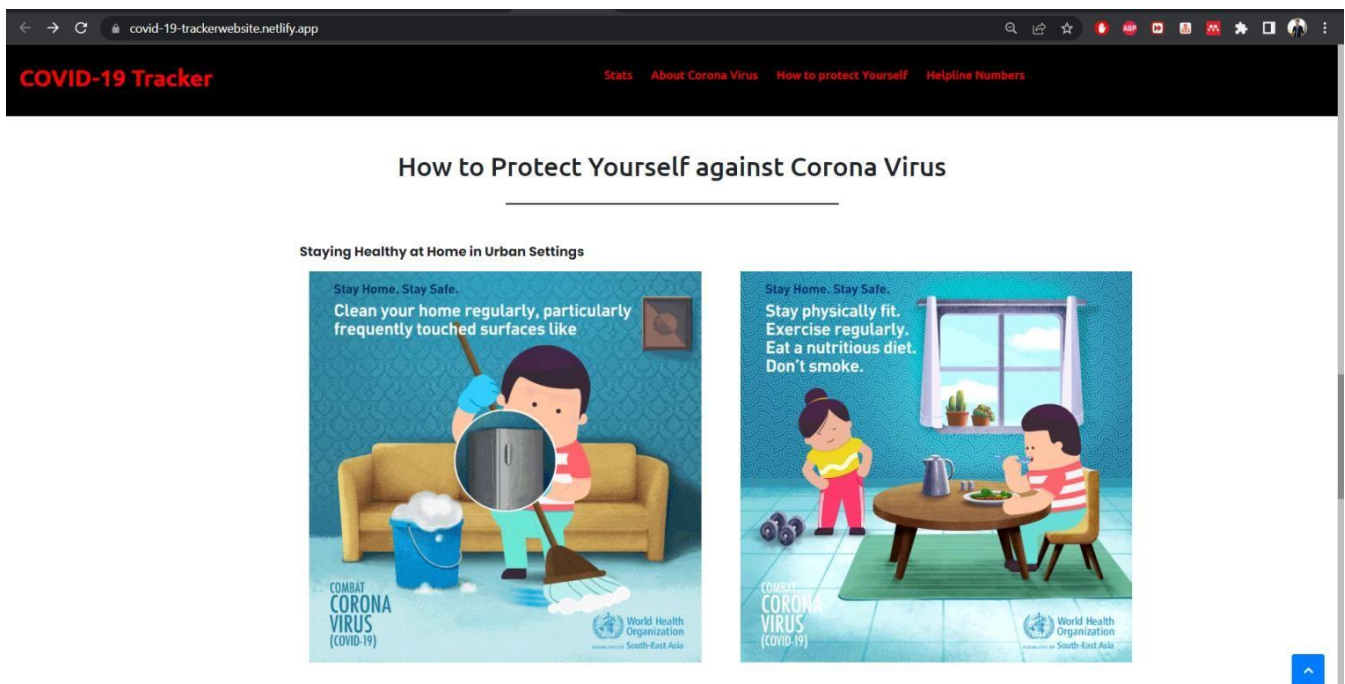 covid-19-trackerwebsite.netlify.app
ABP
COVID-19 Tracker
Stats About Corona Virus How to protect Yourself Helpline Numbers
How to Protect Yourself against Corona Virus
Staying Healthy at Home in Urban Settings
Stay Home. Stay Safe.
Clean your home regularly, particularly
frequently touched surfaces like
COMBAT
CORONA
VIRUS
(COVID-19)
World Health
Organization
South-East Asia
Stay Home. Stay Safe.
Stay physically fit.
Exercise regularly.
Eat a nutritious diet.
Don't smoke.
COMBAT
CORONA
VIRUS
(COVID-19)
World Health
Organization
South-East Asia